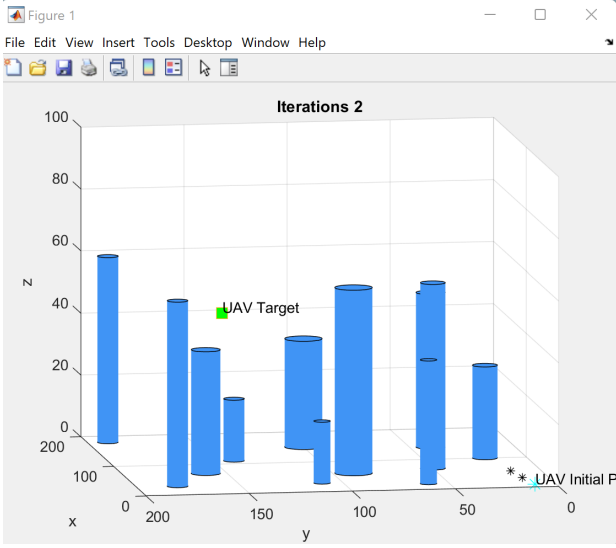 Figure 1
File Edit View Insert Tools Desktop Window Help
Iterations 2
100
80
60
40
20
0
z
UAV Target
UAV Initial P
200
100
0
x
200
150
100
50
0
y